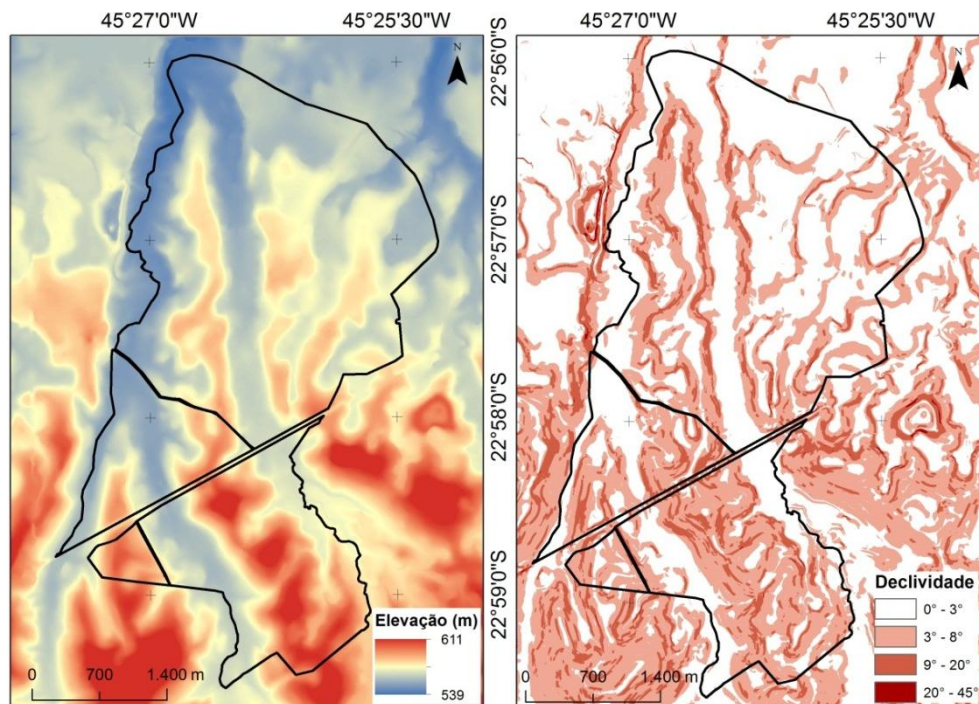 45°27'0"W 45°25'30"W
45°27'0"W 45°25'30"W
N
N
22°56'0"S
22°57'0"S
22°58'0"S
22°59'0"S
Elevação (m)
611
539
0 700 1.400 m
Declividade
0° - 3°
3° - 8°
9° - 20°
20° - 45°
0 700 1.400 m